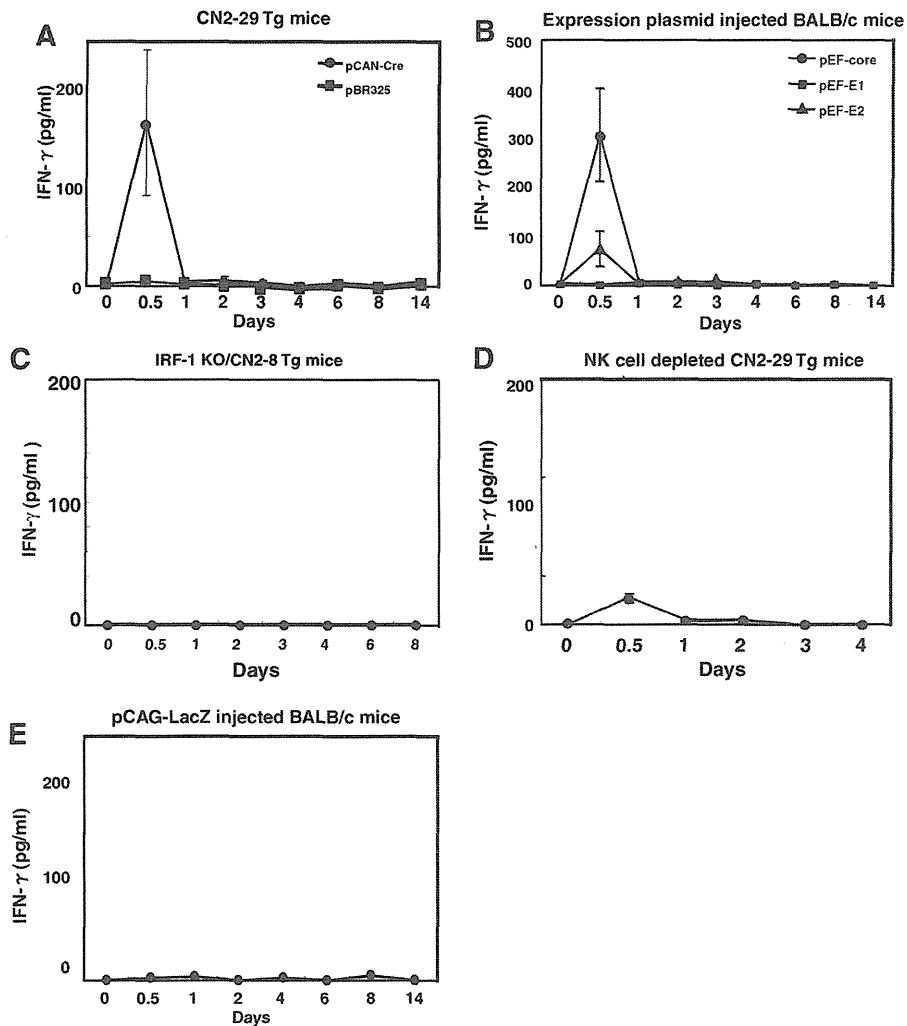 A
CN2-29 Tg mice
IFN-γ (pg/ml)
200
100
0
pCAN-Cre
pBR325
0 0.5 1 2 3 4 6 8 14
Days
B
Expression plasmid injected BALB/c mice
IFN-γ (pg/ml)
500
400
300
200
100
0
pEF-core
pEF-E1
pEF-E2
0 0.5 1 2 3 4 6 8 14
Days
C
IRF-1 KO/CN2-8 Tg mice
IFN-γ (pg/ml )
200
100
0
0 0.5 1 2 3 4 6 8
Days
D
NK cell depleted CN2-29 Tg mice
IFN-γ (pg/ml)
200
100
0
0 0.5 1 2 3 4
Days
E
pCAG-LacZ injected BALB/c mice
IFN-γ (pg/ml)
200
100
0
0 0.5 1 2 4 6 8 14
Days